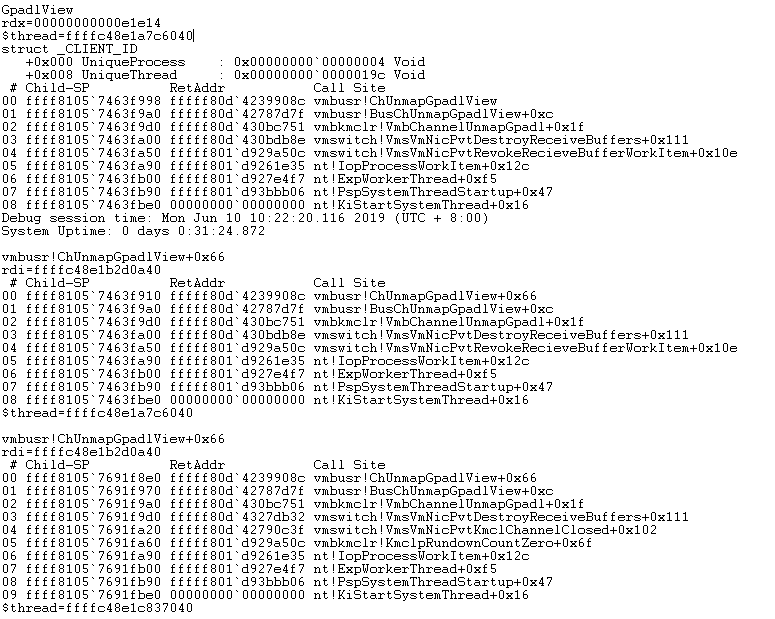 GpadlView
rdx=00000000000e1e14
$thread=ffffc48e1a7c6040
struct _CLIENT_ID
   +0x000 UniqueProcess    : 0x00000000`00000004 Void
   +0x008 UniqueThread     : 0x00000000`0000019c Void
 # Child-SP          RetAddr           Call Site
00 ffff8105`7463f998 fffff80d`4239908c vmbusr!ChUnmapGpadlView
01 ffff8105`7463f9a0 fffff80d`42787d7f vmbusr!BusChUnmapGpadlView+0xc
02 ffff8105`7463f9d0 fffff80d`430bc751 vmbkmclr!VmbChannelUnmapGpadl+0x1f
03 ffff8105`7463fa00 fffff80d`430bdb8e vmswitch!VmsVmNicPvtDestroyReceiveBuffers+0x111
04 ffff8105`7463fa50 fffff801`d929a50c vmswitch!VmsVmNicPvtRevokeRecieveBufferWorkItem+0x10e
05 ffff8105`7463fa90 fffff801`d9261e35 nt!IopProcessWorkItem+0x12c
06 ffff8105`7463fb00 fffff801`d927e4f7 nt!ExpWorkerThread+0xf5
07 ffff8105`7463fb90 fffff801`d93bbb06 nt!PspSystemThreadStartup+0x47
08 ffff8105`7463fbe0 00000000`00000000 nt!KiStartSystemThread+0x16
Debug session time: Mon Jun 10 10:22:20.116 2019 (UTC + 8:00)
System Uptime: 0 days 0:31:24.872

vmbusr!ChUnmapGpadlView+0x66
rdi=ffffc48e1b2d0a40
 # Child-SP          RetAddr           Call Site
00 ffff8105`7463f910 fffff80d`4239908c vmbusr!ChUnmapGpadlView+0x66
01 ffff8105`7463f9a0 fffff80d`42787d7f vmbusr!BusChUnmapGpadlView+0xc
02 ffff8105`7463f9d0 fffff80d`430bc751 vmbkmclr!VmbChannelUnmapGpadl+0x1f
03 ffff8105`7463fa00 fffff80d`430bdb8e vmswitch!VmsVmNicPvtDestroyReceiveBuffers+0x111
04 ffff8105`7463fa50 fffff801`d929a50c vmswitch!VmsVmNicPvtRevokeRecieveBufferWorkItem+0x10e
05 ffff8105`7463fa90 fffff801`d9261e35 nt!IopProcessWorkItem+0x12c
06 ffff8105`7463fb00 fffff801`d927e4f7 nt!ExpWorkerThread+0xf5
07 ffff8105`7463fb90 fffff801`d93bbb06 nt!PspSystemThreadStartup+0x47
08 ffff8105`7463fbe0 00000000`00000000 nt!KiStartSystemThread+0x16
$thread=ffffc48e1a7c6040

vmbusr!ChUnmapGpadlView+0x66
rdi=ffffc48e1b2d0a40
 # Child-SP          RetAddr           Call Site
00 ffff8105`7691f8e0 fffff80d`4239908c vmbusr!ChUnmapGpadlView+0x66
01 ffff8105`7691f970 fffff80d`42787d7f vmbusr!BusChUnmapGpadlView+0xc
02 ffff8105`7691f9a0 fffff80d`430bc751 vmbkmclr!VmbChannelUnmapGpadl+0x1f
03 ffff8105`7691f9d0 fffff80d`4327db32 vmswitch!VmsVmNicPvtDestroyReceiveBuffers+0x111
04 ffff8105`7691fa20 fffff80d`42790c3f vmswitch!VmsVmNicPvtKmclChannelClosed+0x102
05 ffff8105`7691fa60 fffff801`d929a50c vmbkmclr!KmclpRundownCountZero+0x6f
06 ffff8105`7691fa90 fffff801`d9261e35 nt!IopProcessWorkItem+0x12c
07 ffff8105`7691fb00 fffff801`d927e4f7 nt!ExpWorkerThread+0xf5
08 ffff8105`7691fb90 fffff801`d93bbb06 nt!PspSystemThreadStartup+0x47
09 ffff8105`7691fbe0 00000000`00000000 nt!KiStartSystemThread+0x16
$thread=ffffc48e1c837040